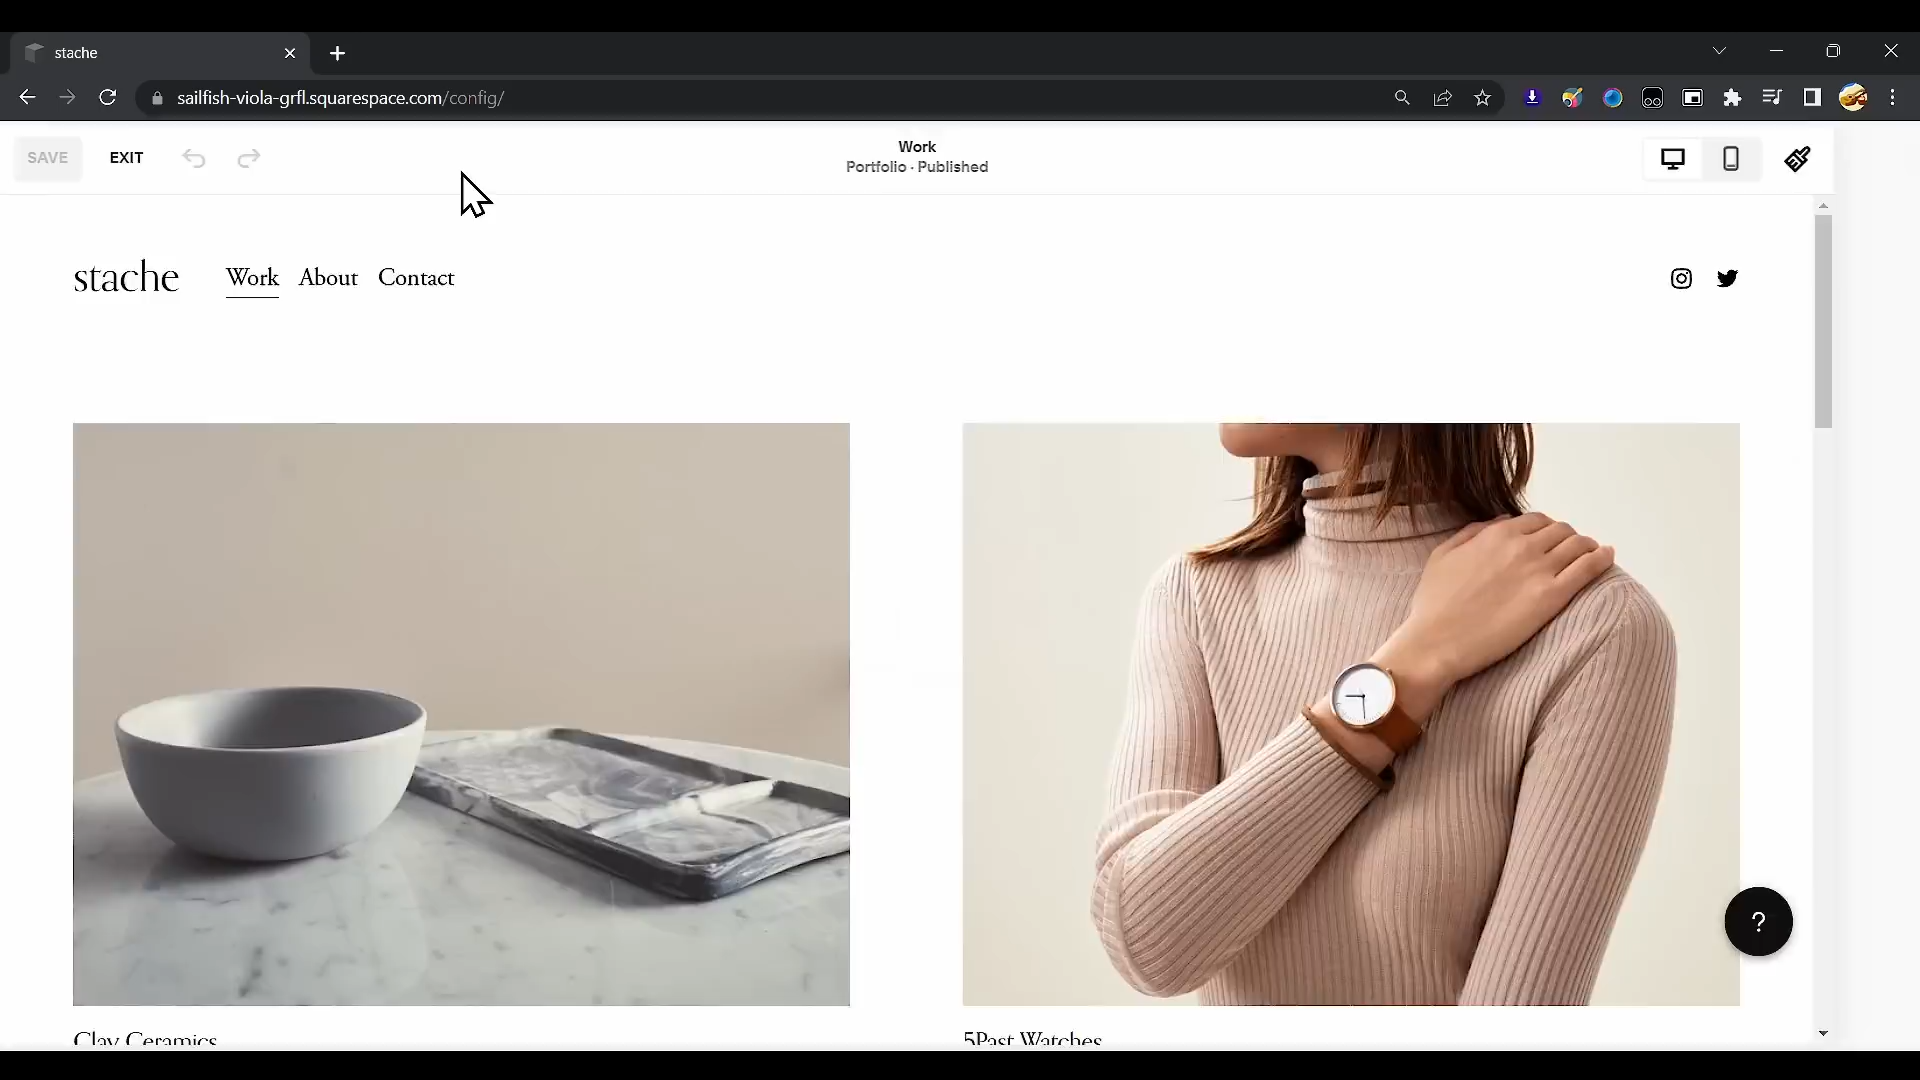 stache
sailfish-viola-grfl.squarespace.com/config/
SAVE
EXIT
Work
Portfolio · Published
stache
Work
About
Contact
?
Clay Ceramics
5Past Watches